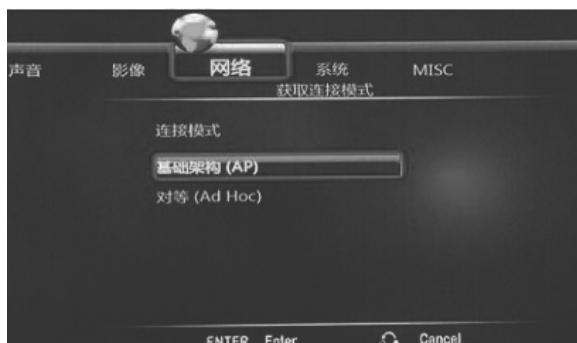 声音 影像 网络 系统 MISC
获取连接模式
连接模式
基础架构 (AP)
对等 (Ad Hoc)
ENTER Enter Cancel